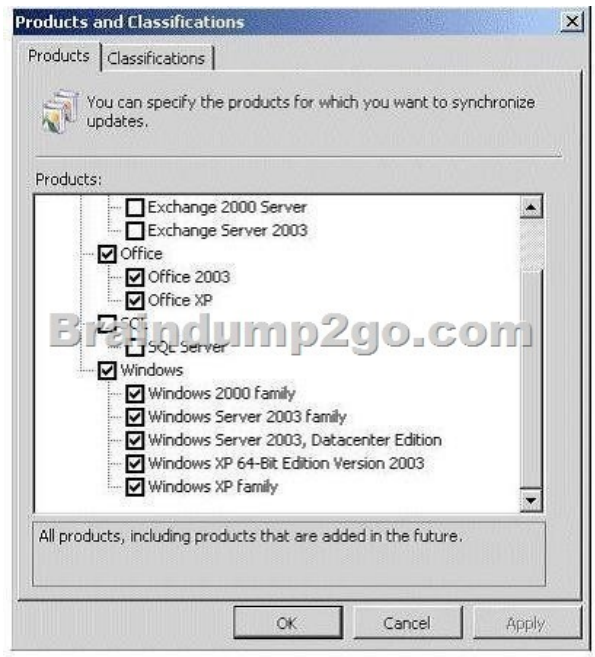 Products and Classifications
Products
Classifications
You can specify the products for which you want to synchronize
updates.
Products:
Exchange 2000 Server
Exchange Server 2003
Office
Office 2003
Office XP
SQL
Braindump2go.com
SQL Server
Windows
Windows 2000 family
Windows Server 2003 family
Windows Server 2003, Datacenter Edition
Windows XP 64-Bit Edition Version 2003
Windows XP family
All products, including products that are added in the future.
OK
Cancel
Apply